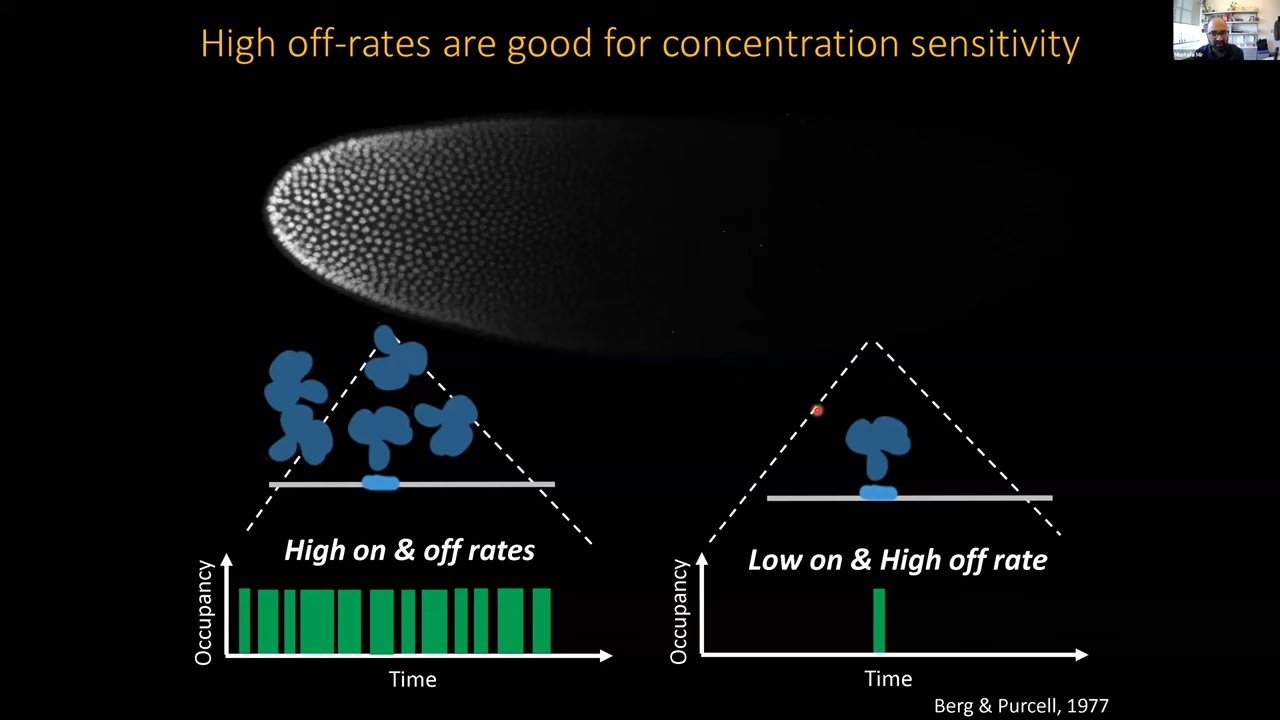 High off-rates are good for concentration sensitivity
High on & off rates
Occupancy
Time
Low on & High off rate
Occupancy
Time
Berg & Purcell, 1977